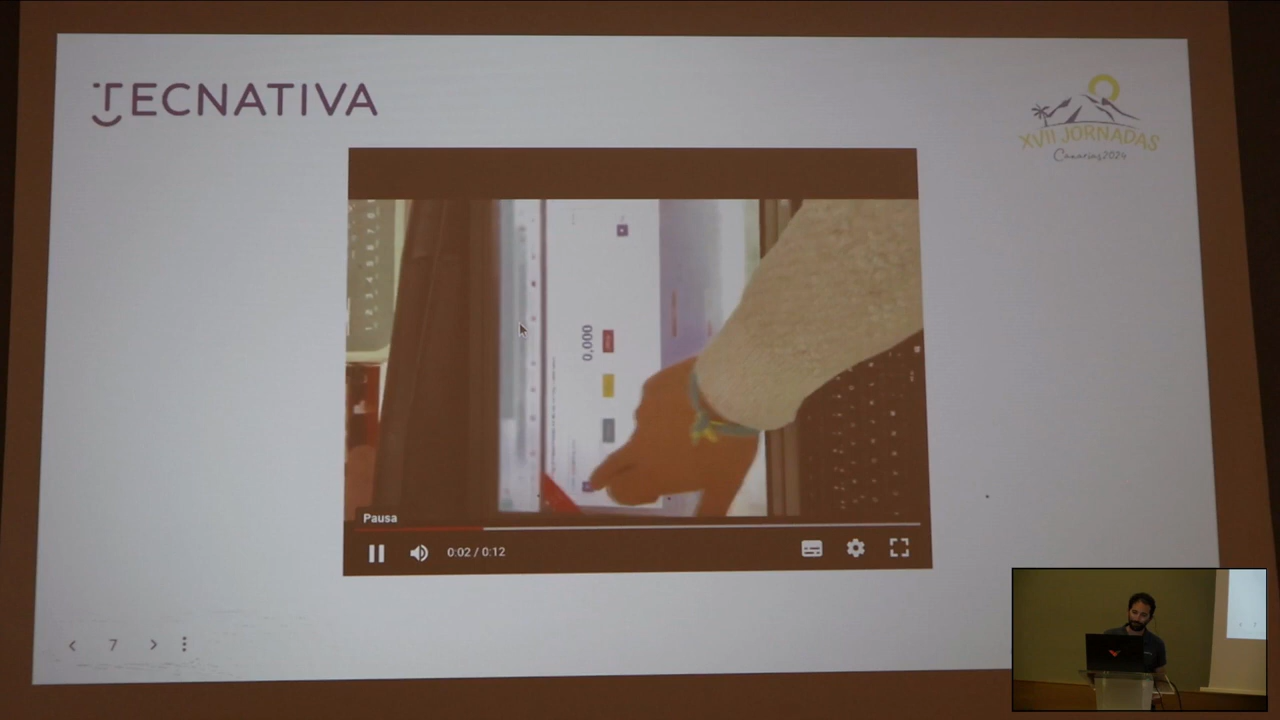 TECNATIVA
XVII JORNADAS
Canarias2024
0,000
Pausa
0:02 / 0:12
7